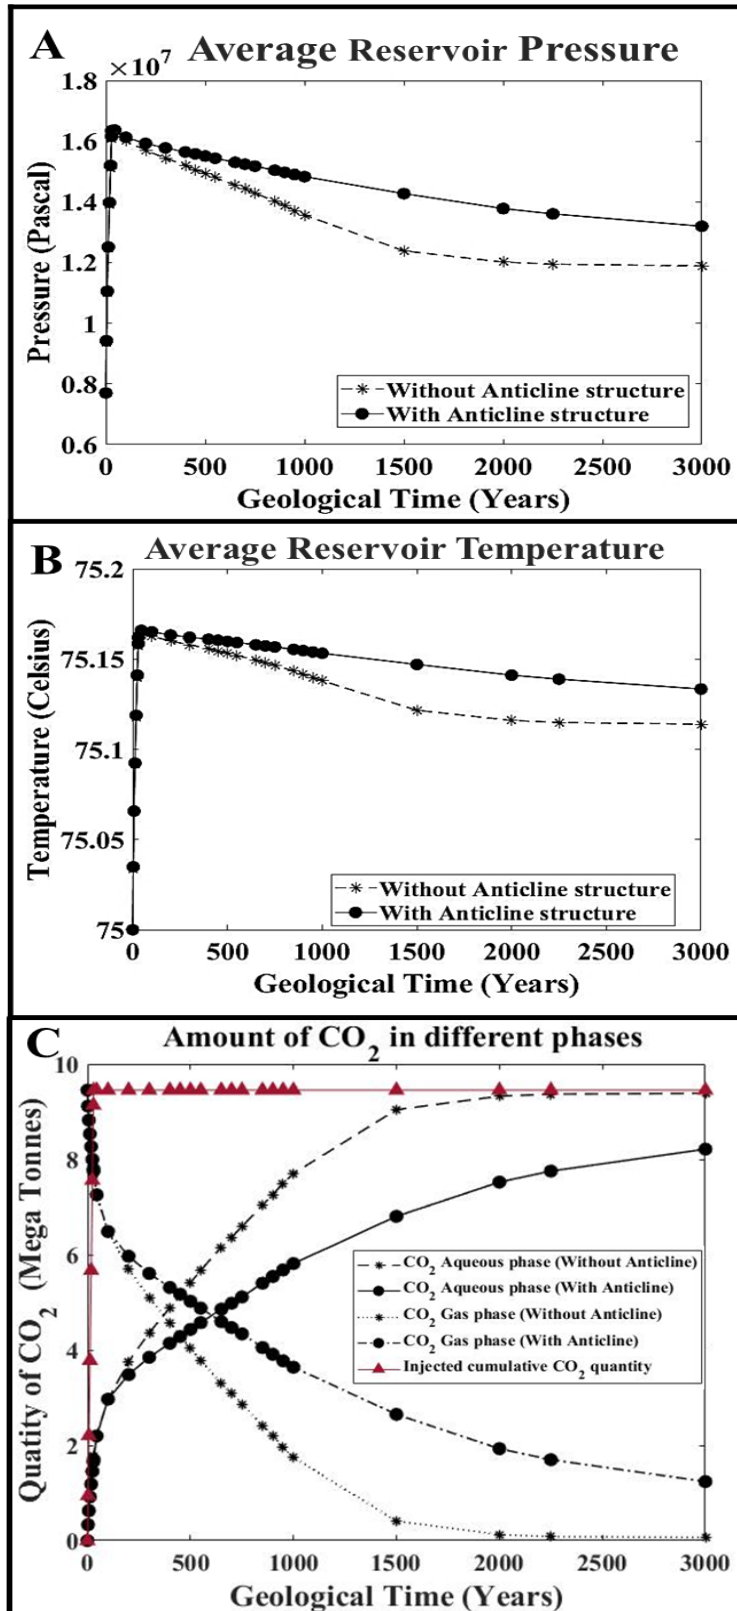 A Average Reservoir Pressure
×10⁷
1.8
1.6
1.4
1.2
1
0.8
0.6
Pressure (Pascal)
Without Anticline structure
With Anticline structure
0 500 1000 1500 2000 2500 3000
Geological Time (Years)
B Average Reservoir Temperature
75.2
75.15
75.1
75.05
75
Temperature (Celsius)
Without Anticline structure
With Anticline structure
0 500 1000 1500 2000 2500 3000
Geological Time (Years)
C Amount of CO₂ in different phases
10
8
6
4
2
0
Quatity of CO₂ (Mega Tonnes)
CO₂ Aqueous phase (Without Anticline)
CO₂ Aqueous phase (With Anticline)
CO₂ Gas phase (Without Anticline)
CO₂ Gas phase (With Anticline)
Injected cumulative CO₂ quantity
0 500 1000 1500 2000 2500 3000
Geological Time (Years)